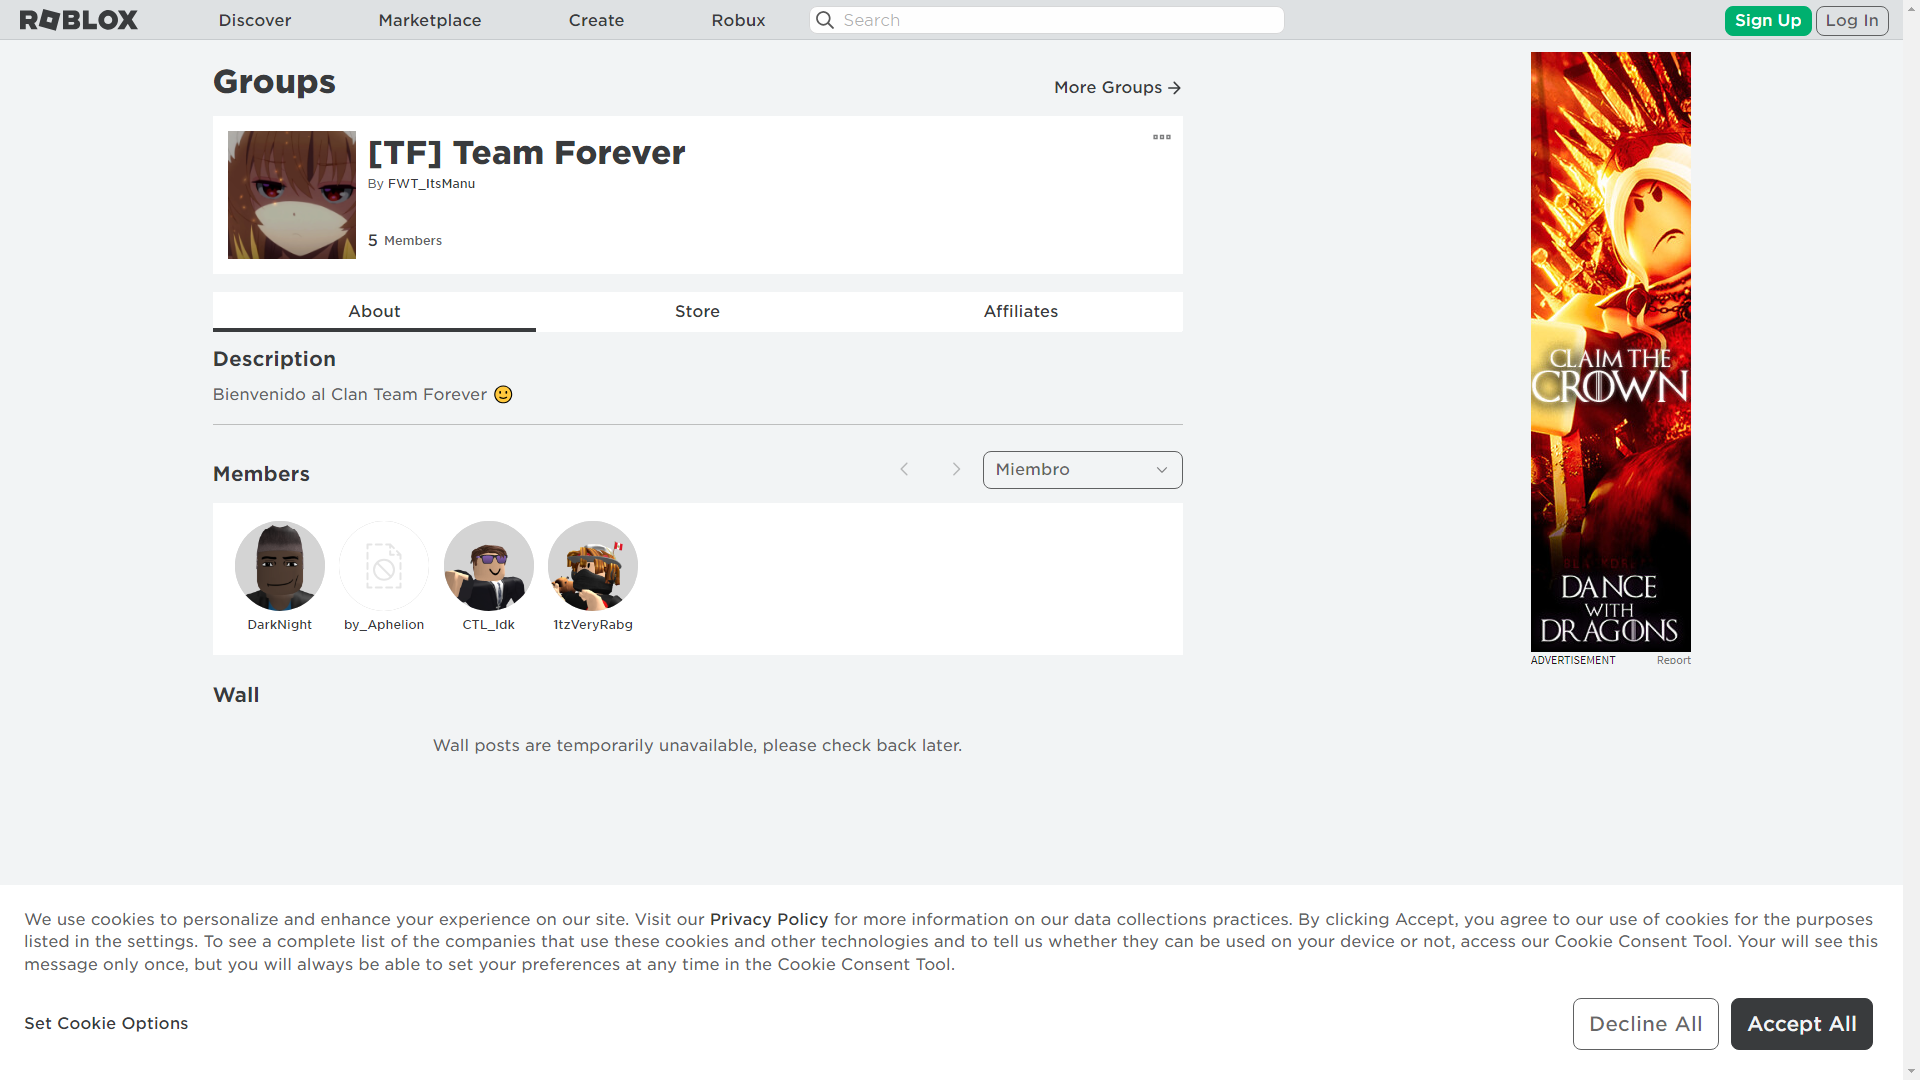 ROBLOX
Discover
Marketplace
Create
Robux
Search
Sign Up
Log In
Groups
More Groups
[TF] Team Forever
By FWT_ItsManu
5 Members
About
Store
Affiliates
Description
Bienvenido al Clan Team Forever 🙂
Members
Miembro
DarkNight
by_Aphelion
CTL_Idk
1tzVeryRabg
Wall
Wall posts are temporarily unavailable, please check back later.
CLAIM THE
CROWN
DANCE
WITH
DRAGONS
ADVERTISEMENT
Report
We use cookies to personalize and enhance your experience on our site. Visit our Privacy Policy for more information on our data collections practices. By clicking Accept, you agree to our use of cookies for the purposes
listed in the settings. To see a complete list of the companies that use these cookies and other technologies and to tell us whether they can be used on your device or not, access our Cookie Consent Tool. Your will see this
message only once, but you will always be able to set your preferences at any time in the Cookie Consent Tool.
Set Cookie Options
Decline All
Accept All